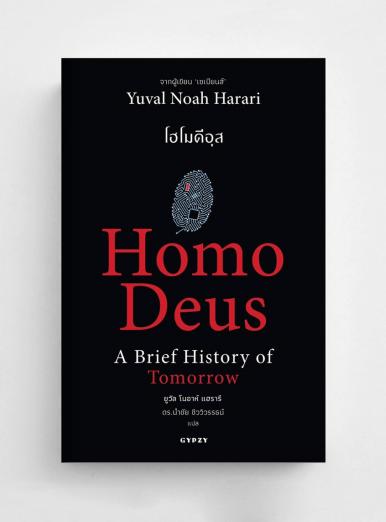 จากผู้เขียน 'เซเปียนส์'
Yuval Noah Harari
โฮโมดีอุส
Homo
Deus
A Brief History of
Tomorrow
ยูวัล โนอาห์ แฮรารี
ดร.นำชัย ชีววิวรรธน์
แปล
GYPZY